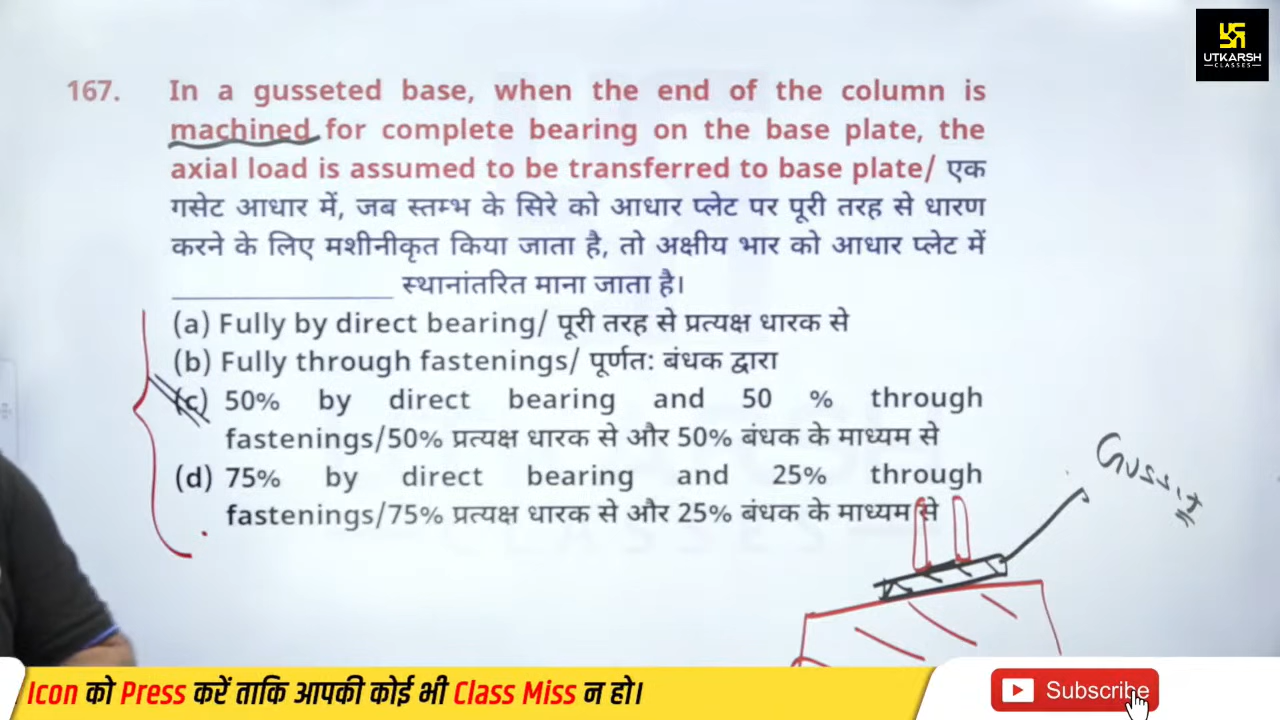 UTKARSH
CLASSES
167. In a gusseted base, when the end of the column is
machined for complete bearing on the base plate, the
axial load is assumed to be transferred to base plate/ एक
गसेट आधार में, जब स्तम्भ के सिरे को आधार प्लेट पर पूरी तरह से धारण
करने के लिए मशीनीकृत किया जाता है, तो अक्षीय भार को आधार प्लेट में
______________ स्थानांतरित माना जाता है।
(a) Fully by direct bearing/ पूरी तरह से प्रत्यक्ष धारक से
(b) Fully through fastenings/ पूर्णत: बंधक द्वारा
(c) 50% by direct bearing and 50 % through
fastenings/50% प्रत्यक्ष धारक से और 50% बंधक के माध्यम से
(d) 75% by direct bearing and 25% through
fastenings/75% प्रत्यक्ष धारक से और 25% बंधक के माध्यम से
Gussit
CLASSES
Icon को Press करें ताकि आपकी कोई भी Class Miss न हो।
Subscribe